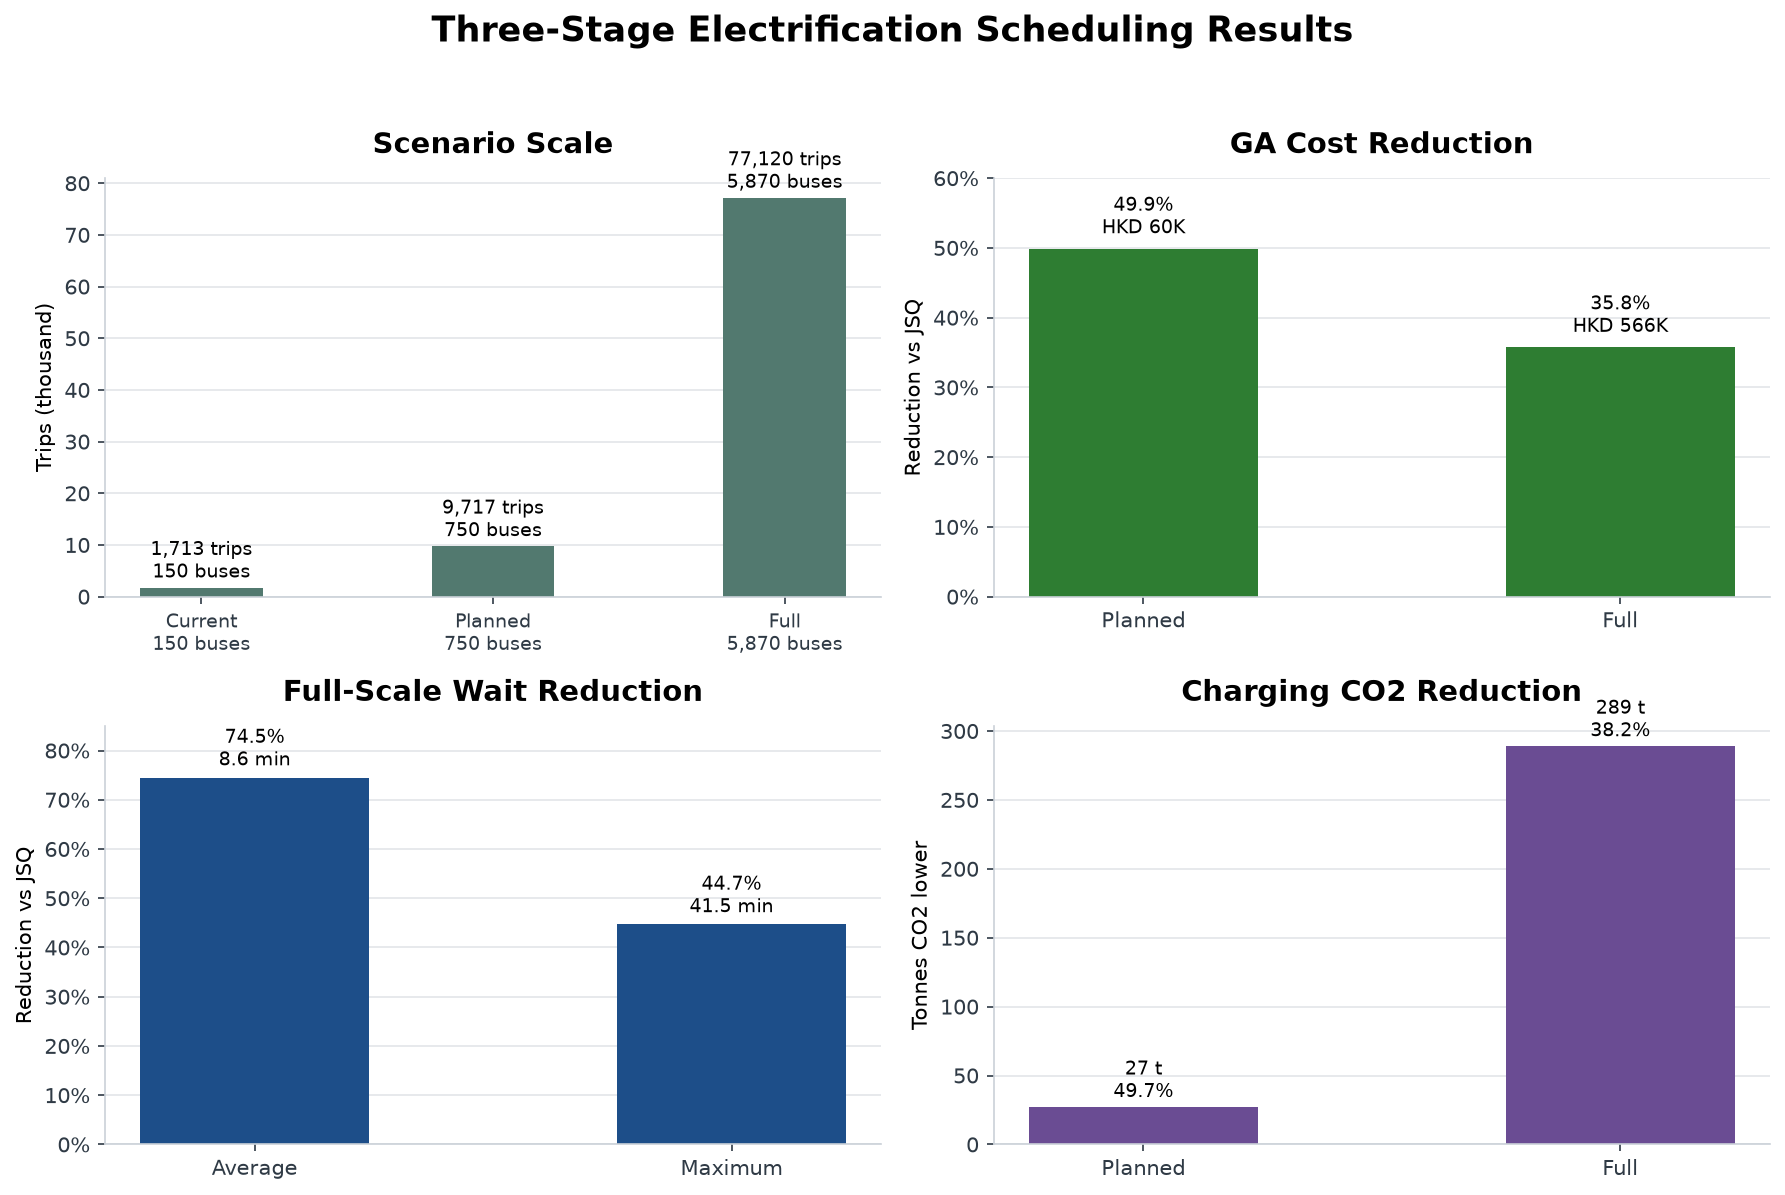 Three-Stage Electrification Scheduling Results
Scenario Scale
Trips (thousand)
80
70
60
50
40
30
20
10
0
1,713 trips
150 buses
9,717 trips
750 buses
77,120 trips
5,870 buses
Current
150 buses
Planned
750 buses
Full
5,870 buses
GA Cost Reduction
Reduction vs JSQ
60%
50%
40%
30%
20%
10%
0%
49.9%
HKD 60K
35.8%
HKD 566K
Planned
Full
Full-Scale Wait Reduction
Reduction vs JSQ
80%
70%
60%
50%
40%
30%
20%
10%
0%
74.5%
8.6 min
44.7%
41.5 min
Average
Maximum
Charging CO2 Reduction
Tonnes CO2 lower
300
250
200
150
100
50
0
27 t
49.7%
289 t
38.2%
Planned
Full